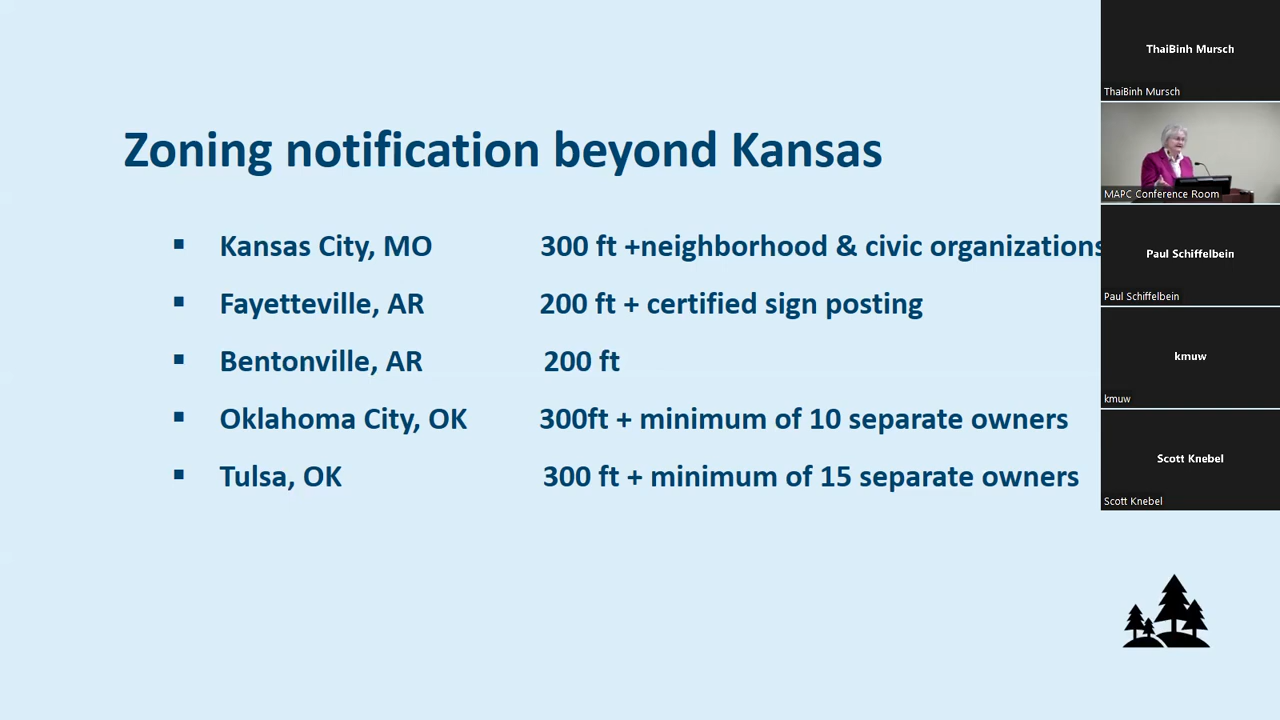 Zoning notification beyond Kansas
▪ Kansas City, MO 300 ft +neighborhood & civic organizations
▪ Fayetteville, AR 200 ft + certified sign posting
▪ Bentonville, AR 200 ft
▪ Oklahoma City, OK 300ft + minimum of 10 separate owners
▪ Tulsa, OK 300 ft + minimum of 15 separate owners
ThaiBinh Mursch
ThaiBinh Mursch
MAPC Conference Room
Paul Schiffelbein
Paul Schiffelbein
kmuw
kmuw
Scott Knebel
Scott Knebel